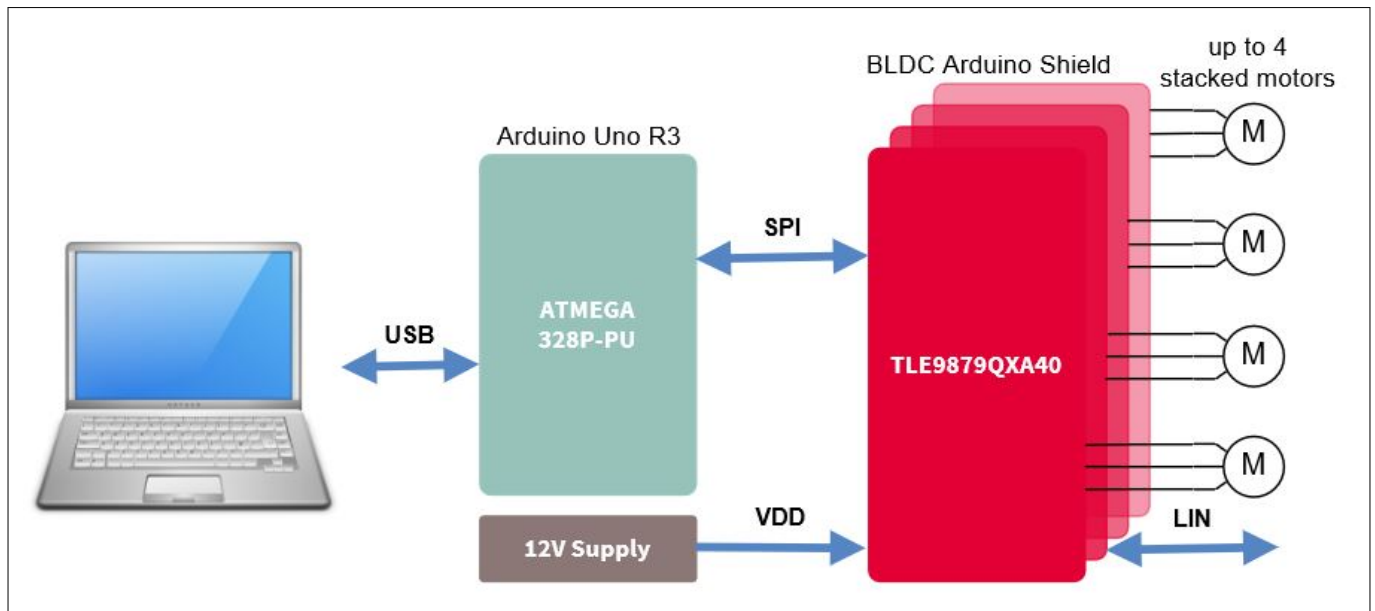 up to 4
stacked motors
BLDC Arduino Shield
Arduino Uno R3
M
SPI
M
ATMEGA
328P-PU
USB
TLE9879QXA40
M
M
VDD
LIN
12V Supply